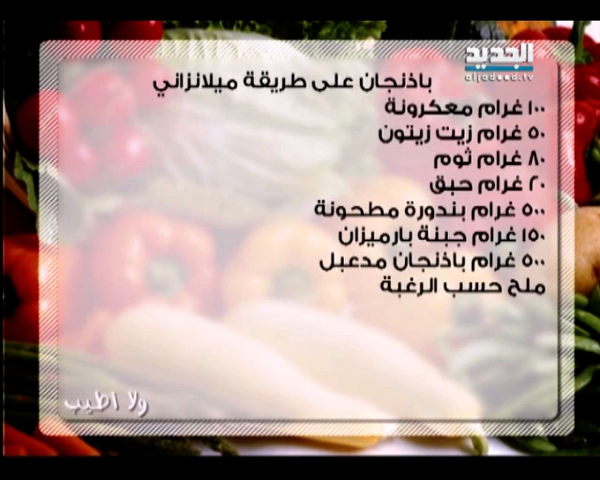 الجديد
aljadeed.tv
باذنجان على طريقة ميلانزاني
١٠٠ غرام معكرونة
٥٠ غرام زيت زيتون
٨٠ غرام ثوم
٢٠ غرام حبق
٥٠٠ غرام بندورة مطحونة
١٥٠ غرام جبنة بارميزان
٥٠٠ غرام باذنجان مدعبل
ملح حسب الرغبة
ولا اطيب